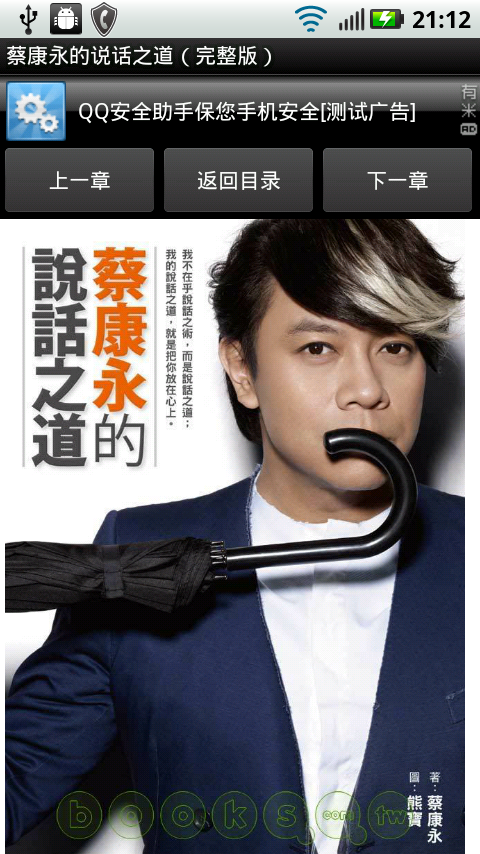 21:12
蔡康永的说话之道（完整版）
QQ安全助手保您手机安全[测试广告]
有米
AD
上一章
返回目录
下一章
我不在乎說話之術，而是說話之道；
我的說話之道，就是把你放在心上。
蔡康永的
說話之道
著：蔡康永
圖：熊寶
books.com.tw